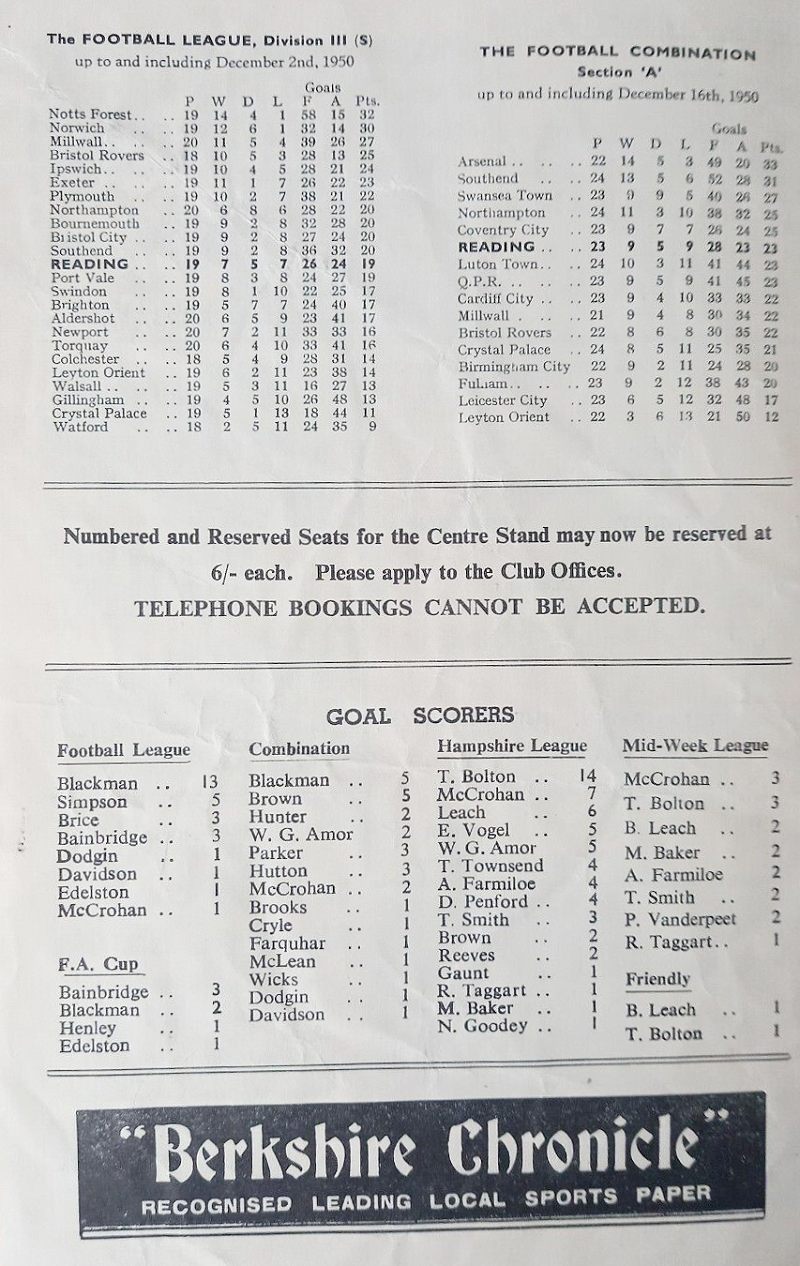 The FOOTBALL LEAGUE, Division III (S)
up to and including December 2nd, 1950
Goals
P W D L F A Pts.
Notts Forest.. .. 19 14 4 1 58 15 32
Norwich .. .. 19 12 6 1 32 14 30
Millwall.. .. .. 20 11 5 4 39 26 27
Bristol Rovers .. 18 10 5 3 28 13 25
Ipswich.. .. .. 19 10 4 5 28 21 24
Exeter .. .. .. 19 11 1 7 26 22 23
Plymouth .. .. 19 10 2 7 38 21 22
Northampton .. 20 6 8 6 28 22 20
Bournemouth .. 19 9 2 8 32 28 20
Bristol City .. .. 19 9 2 8 27 24 20
Southend .. .. 19 9 2 8 36 32 20
READING .. .. 19 7 5 7 26 24 19
Port Vale .. .. 19 8 3 8 24 27 19
Swindon .. .. 19 8 1 10 22 25 17
Brighton .. .. 19 5 7 7 24 40 17
Aldershot .. .. 20 6 5 9 23 41 17
Newport .. .. 20 7 2 11 33 33 16
Torquay .. .. 20 6 4 10 33 41 16
Colchester .. .. 18 5 4 9 28 31 14
Leyton Orient .. 19 6 2 11 23 38 14
Walsall .. .. .. 19 5 3 11 16 27 13
Gillingham .. .. 19 4 5 10 26 48 13
Crystal Palace .. 19 5 1 13 18 44 11
Watford .. .. 18 2 5 11 24 35 9
THE FOOTBALL COMBINATION
Section 'A'
up to and including December 16th, 1950
Goals
P W D L F A Pts.
Arsenal .. .. .. 22 14 5 3 49 20 33
Southend .. .. 24 13 5 6 52 28 31
Swansea Town .. 23 9 9 5 40 26 27
Northampton .. 24 11 3 10 38 32 25
Coventry City .. 23 9 7 7 26 24 25
READING .. .. 23 9 5 9 28 23 23
Luton Town.. .. 24 10 3 11 41 44 23
Q.P.R. .. .. .. 23 9 5 9 41 45 23
Cardiff City .. .. 23 9 4 10 33 33 22
Millwall .. .. .. 21 9 4 8 30 34 22
Bristol Rovers .. 22 8 6 8 30 35 22
Crystal Palace .. 24 8 5 11 25 35 21
Birmingham City 22 9 2 11 24 28 20
Fulham.. .. .. 23 9 2 12 38 43 20
Leicester City .. 23 6 5 12 32 48 17
Leyton Orient .. 22 3 6 13 21 50 12
Numbered and Reserved Seats for the Centre Stand may now be reserved at
6/- each. Please apply to the Club Offices.
TELEPHONE BOOKINGS CANNOT BE ACCEPTED.
GOAL SCORERS
Football League
Blackman .. 13
Simpson .. 5
Brice .. 3
Bainbridge .. 3
Dodgin .. 1
Davidson .. 1
Edelston .. 1
McCrohan .. 1
F.A. Cup
Bainbridge .. 3
Blackman .. 2
Henley .. 1
Edelston .. 1
Combination
Blackman .. 5
Brown .. 5
Hunter .. 2
W. G. Amor 2
Parker .. 3
Hutton .. 3
McCrohan .. 2
Brooks .. 1
Cryle .. 1
Farquhar .. 1
McLean .. 1
Wicks .. 1
Dodgin .. 1
Davidson .. 1
Hampshire League
T. Bolton .. 14
McCrohan .. 7
Leach .. 6
E. Vogel .. 5
W. G. Amor 5
T. Townsend 4
A. Farmiloe 4
D. Penford .. 4
T. Smith .. 3
Brown .. 2
Reeves .. 2
Gaunt .. 1
R. Taggart .. 1
M. Baker .. 1
N. Goodey .. 1
Mid-Week League
McCrohan .. 3
T. Bolton .. 3
B. Leach .. 2
M. Baker .. 2
A. Farmiloe 2
T. Smith .. 2
P. Vanderpeet 2
R. Taggart.. 1
Friendly
B. Leach .. 1
T. Bolton .. 1
"Berkshire Chronicle"
RECOGNISED LEADING LOCAL SPORTS PAPER